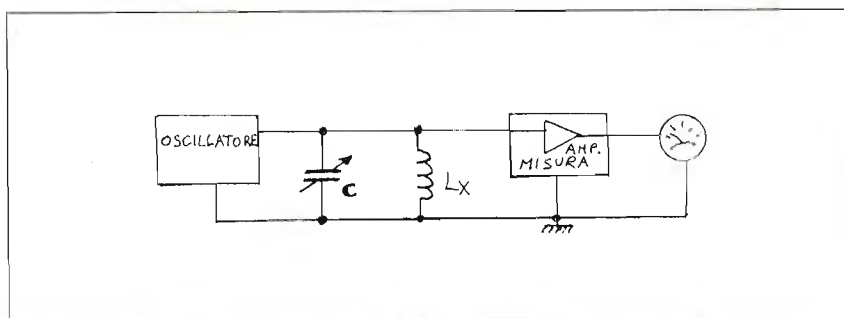 OSCILLATORE
C
LX
AMP.
MISURA